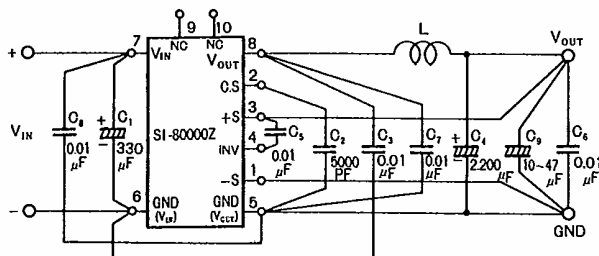 9 10
NC NC
+ 7 VIN VOUT 8 L VOUT
C.S 2
+S 3
VIN C8 0.01 µF
+ C1 330 µF −
SI-80000Z
INV 4
C5 0.01 µF
C2 5000 PF
C3 0.01 µF
C7 0.01 µF
+ C4 2.200 µF −
C9 10~47 µF
C6 0.01 µF
−S 1
− 6 GND (VIN) GND 5
GND